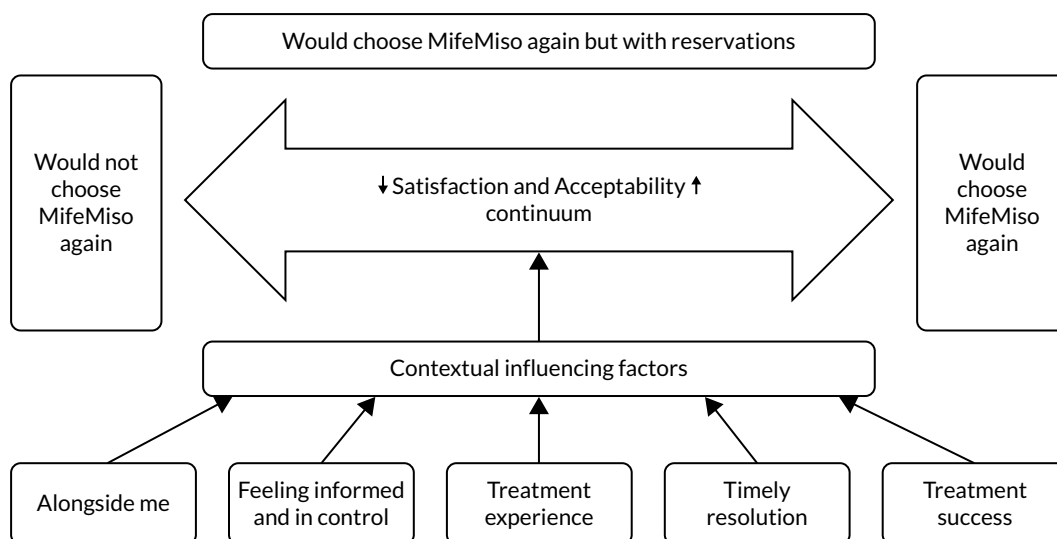 Would choose MifeMiso again but with reservations
Would not
choose
MifeMiso
again
↓ Satisfaction and Acceptability ↑
continuum
Would
choose
MifeMiso
again
Contextual influencing factors
Alongside me
Feeling informed
and in control
Treatment
experience
Timely
resolution
Treatment
success